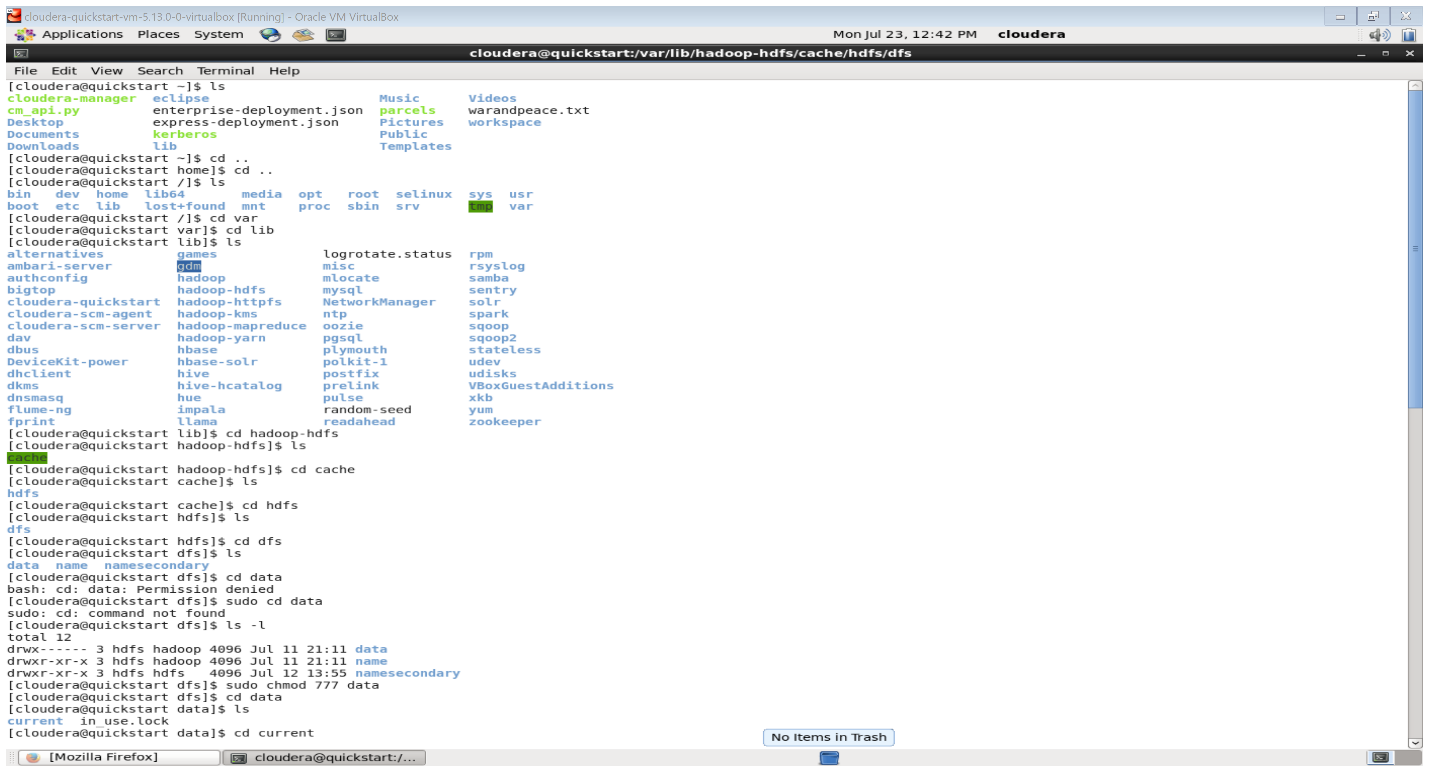 cloudera-quickstart-vm-5.13.0-0-virtualbox [Running] - Oracle VM VirtualBox
Applications Places System Mon Jul 23, 12:42 PM cloudera
cloudera@quickstart:/var/lib/hadoop-hdfs/cache/hdfs/dfs
File Edit View Search Terminal Help
[cloudera@quickstart ~]$ ls
cloudera-manager eclipse Music Videos
cm_api.py enterprise-deployment.json parcels warandpeace.txt
Desktop express-deployment.json Pictures workspace
Documents kerberos Public
Downloads lib Templates
[cloudera@quickstart ~]$ cd ..
[cloudera@quickstart home]$ cd ..
[cloudera@quickstart /]$ ls
bin dev home lib64 media opt root selinux sys usr
boot etc lib lost+found mnt proc sbin srv tmp var
[cloudera@quickstart /]$ cd var
[cloudera@quickstart var]$ cd lib
[cloudera@quickstart lib]$ ls
alternatives games logrotate.status rpm
ambari-server gdm misc rsyslog
authconfig hadoop mlocate samba
bigtop hadoop-hdfs mysql sentry
cloudera-quickstart hadoop-httpfs NetworkManager solr
cloudera-scm-agent hadoop-kms ntp spark
cloudera-scm-server hadoop-mapreduce oozie sqoop
dav hadoop-yarn pgsql sqoop2
dbus hbase plymouth stateless
DeviceKit-power hbase-solr polkit-1 udev
dhclient hive postfix udisks
dkms hive-hcatalog prelink VBoxGuestAdditions
dnsmasq hue pulse xkb
flume-ng impala random-seed yum
fprint llama readahead zookeeper
[cloudera@quickstart lib]$ cd hadoop-hdfs
[cloudera@quickstart hadoop-hdfs]$ ls
cache
[cloudera@quickstart hadoop-hdfs]$ cd cache
[cloudera@quickstart cache]$ ls
hdfs
[cloudera@quickstart cache]$ cd hdfs
[cloudera@quickstart hdfs]$ ls
dfs
[cloudera@quickstart hdfs]$ cd dfs
[cloudera@quickstart dfs]$ ls
data name namesecondary
[cloudera@quickstart dfs]$ cd data
bash: cd: data: Permission denied
[cloudera@quickstart dfs]$ sudo cd data
sudo: cd: command not found
[cloudera@quickstart dfs]$ ls -l
total 12
drwx------ 3 hdfs hadoop 4096 Jul 11 21:11 data
drwxr-xr-x 3 hdfs hadoop 4096 Jul 11 21:11 name
drwxr-xr-x 3 hdfs hdfs 4096 Jul 12 13:55 namesecondary
[cloudera@quickstart dfs]$ sudo chmod 777 data
[cloudera@quickstart dfs]$ cd data
[cloudera@quickstart data]$ ls
current in_use.lock
[cloudera@quickstart data]$ cd current
No Items in Trash
[Mozilla Firefox] cloudera@quickstart:/...